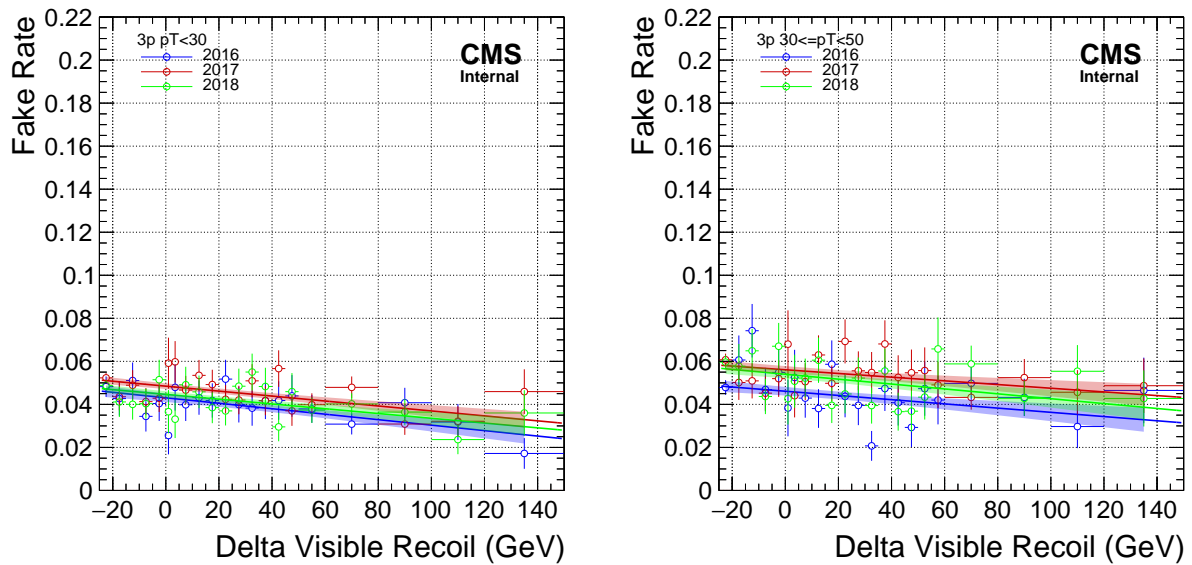 Fake Rate
0.22
0.2
0.18
0.16
0.14
0.12
0.1
0.08
0.06
0.04
0.02
0
3p pT<30
2016
2017
2018
CMS
Internal
−20 0 20 40 60 80 100 120 140
Delta Visible Recoil (GeV)
Fake Rate
0.22
0.2
0.18
0.16
0.14
0.12
0.1
0.08
0.06
0.04
0.02
0
3p 30<=pT<50
2016
2017
2018
CMS
Internal
−20 0 20 40 60 80 100 120 140
Delta Visible Recoil (GeV)